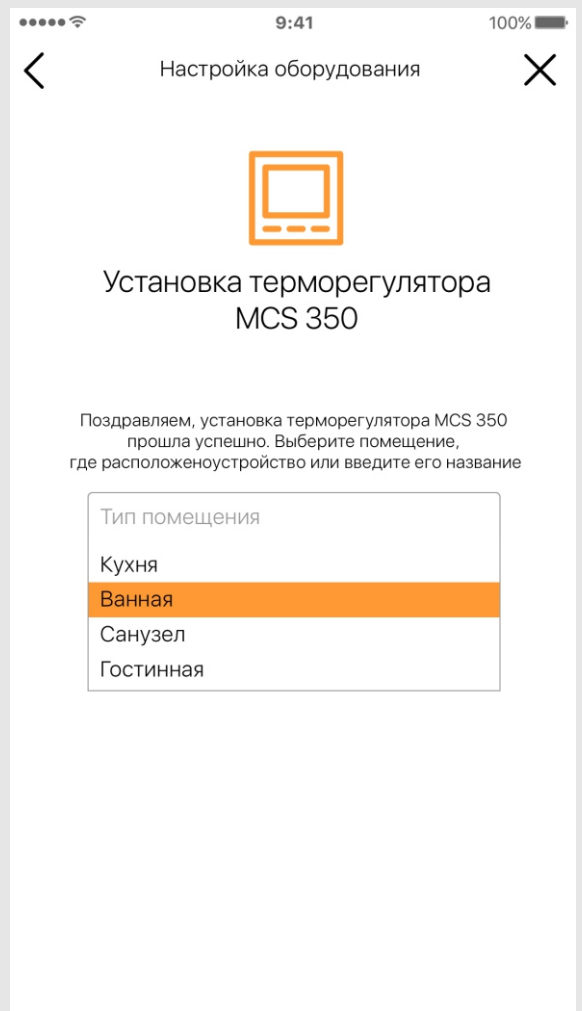 9:41
100%
Настройка оборудования
Установка терморегулятора
MCS 350
Поздравляем, установка терморегулятора MCS 350
прошла успешно. Выберите помещение,
где расположеноустройство или введите его название
Тип помещения
Кухня
Ванная
Санузел
Гостинная